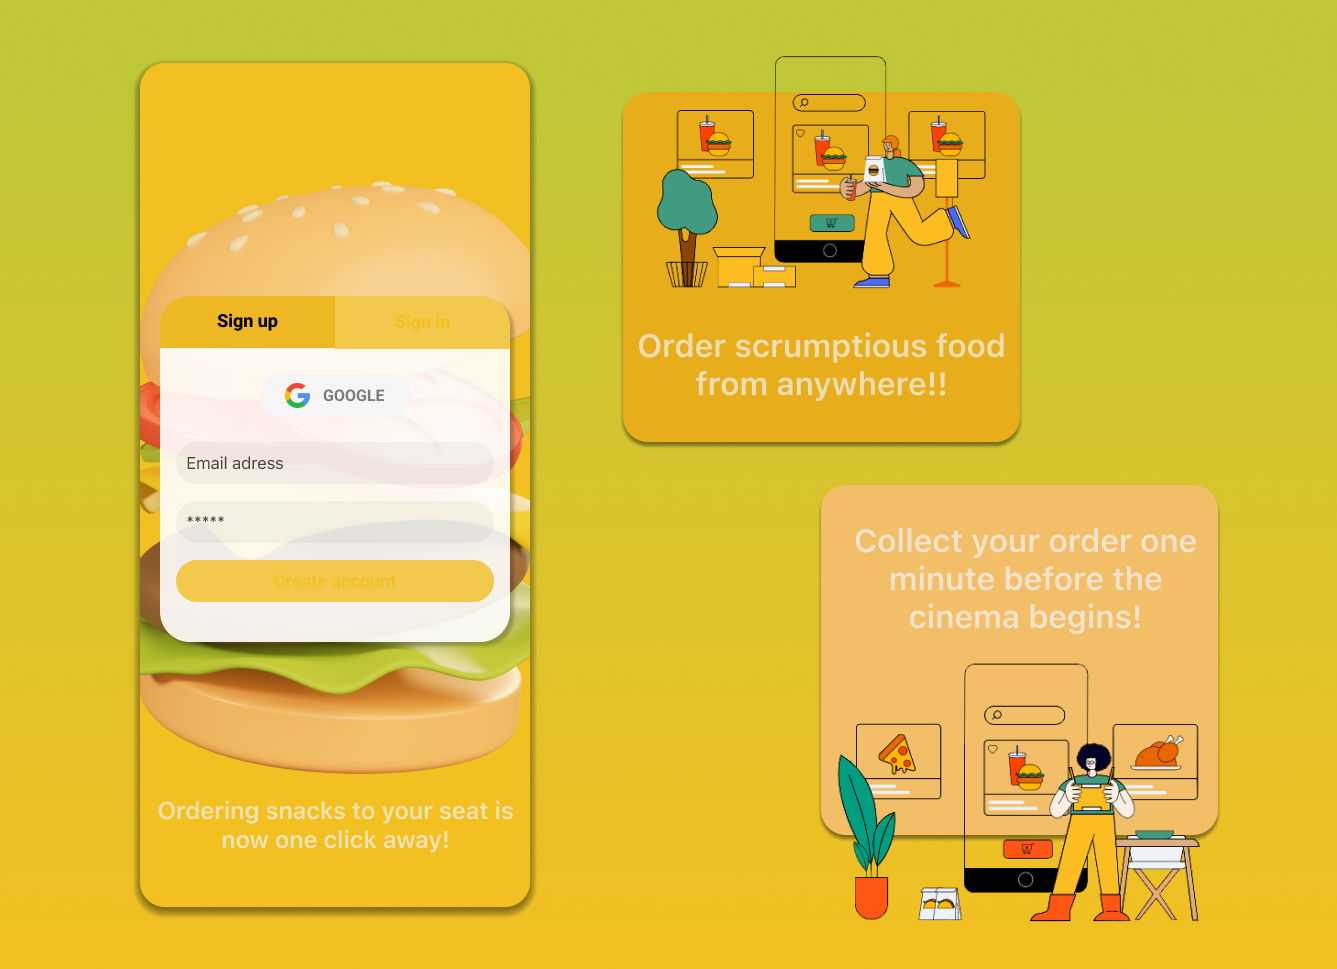 Sign up
Sign in
GOOGLE
Email adress
*****
Create account
Ordering snacks to your seat is
now one click away!
Order scrumptious food
from anywhere!!
Collect your order one
minute before the
cinema begins!